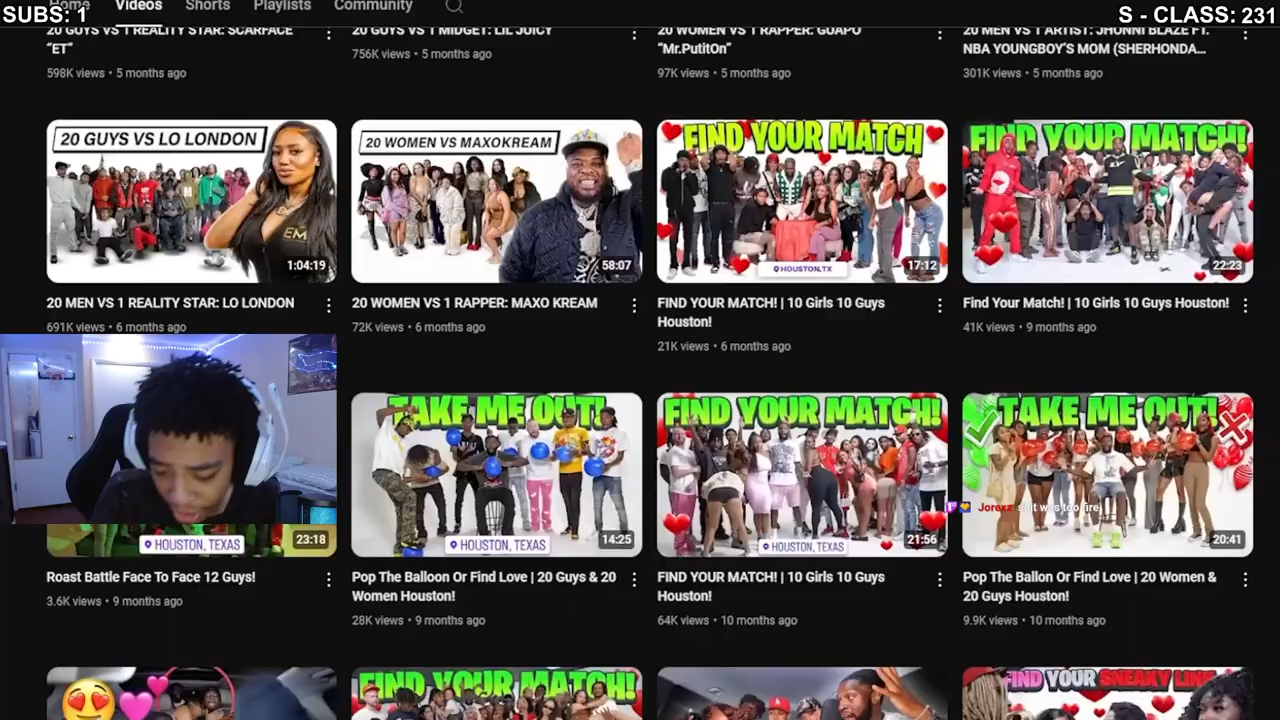 Home Videos Shorts Playlists Community
SUBS: 1
S - CLASS: 231
20 GUYS VS 1 REALITY STAR: SCARFACE
"ET"
598K views • 5 months ago
20 GUYS VS 1 MIDGET: LIL JUICY
756K views • 5 months ago
20 WOMEN VS 1 RAPPER: GUAPO
"Mr.PutitOn"
97K views • 5 months ago
20 MEN VS 1 ARTIST: JHONNI BLAZE FT.
NBA YOUNGBOY'S MOM (SHERHONDA...
301K views • 5 months ago
20 GUYS VS LO LONDON
EM
1:04:19
20 MEN VS 1 REALITY STAR: LO LONDON
691K views • 6 months ago
20 WOMEN VS MAXOKREAM
58:07
20 WOMEN VS 1 RAPPER: MAXO KREAM
72K views • 6 months ago
FIND YOUR MATCH!
HOUSTON,TX
17:12
FIND YOUR MATCH! | 10 Girls 10 Guys
Houston!
21K views • 6 months ago
FIND YOUR MATCH!
22:23
Find Your Match! | 10 Girls 10 Guys Houston!
41K views • 9 months ago
HOUSTON, TEXAS
23:18
Roast Battle Face To Face 12 Guys!
3.6K views • 9 months ago
TAKE ME OUT!
HOUSTON, TEXAS
14:25
Pop The Balloon Or Find Love | 20 Guys & 20
Women Houston!
28K views • 9 months ago
FIND YOUR MATCH!
HOUSTON, TEXAS
21:56
FIND YOUR MATCH! | 10 Girls 10 Guys
Houston!
64K views • 10 months ago
TAKE ME OUT!
Jorexz shit was too fire
20:41
Pop The Ballon Or Find Love | 20 Women &
20 Guys Houston!
9.9K views • 10 months ago
FIND YOUR MATCH!
FIND YOUR SNEAKY LINK